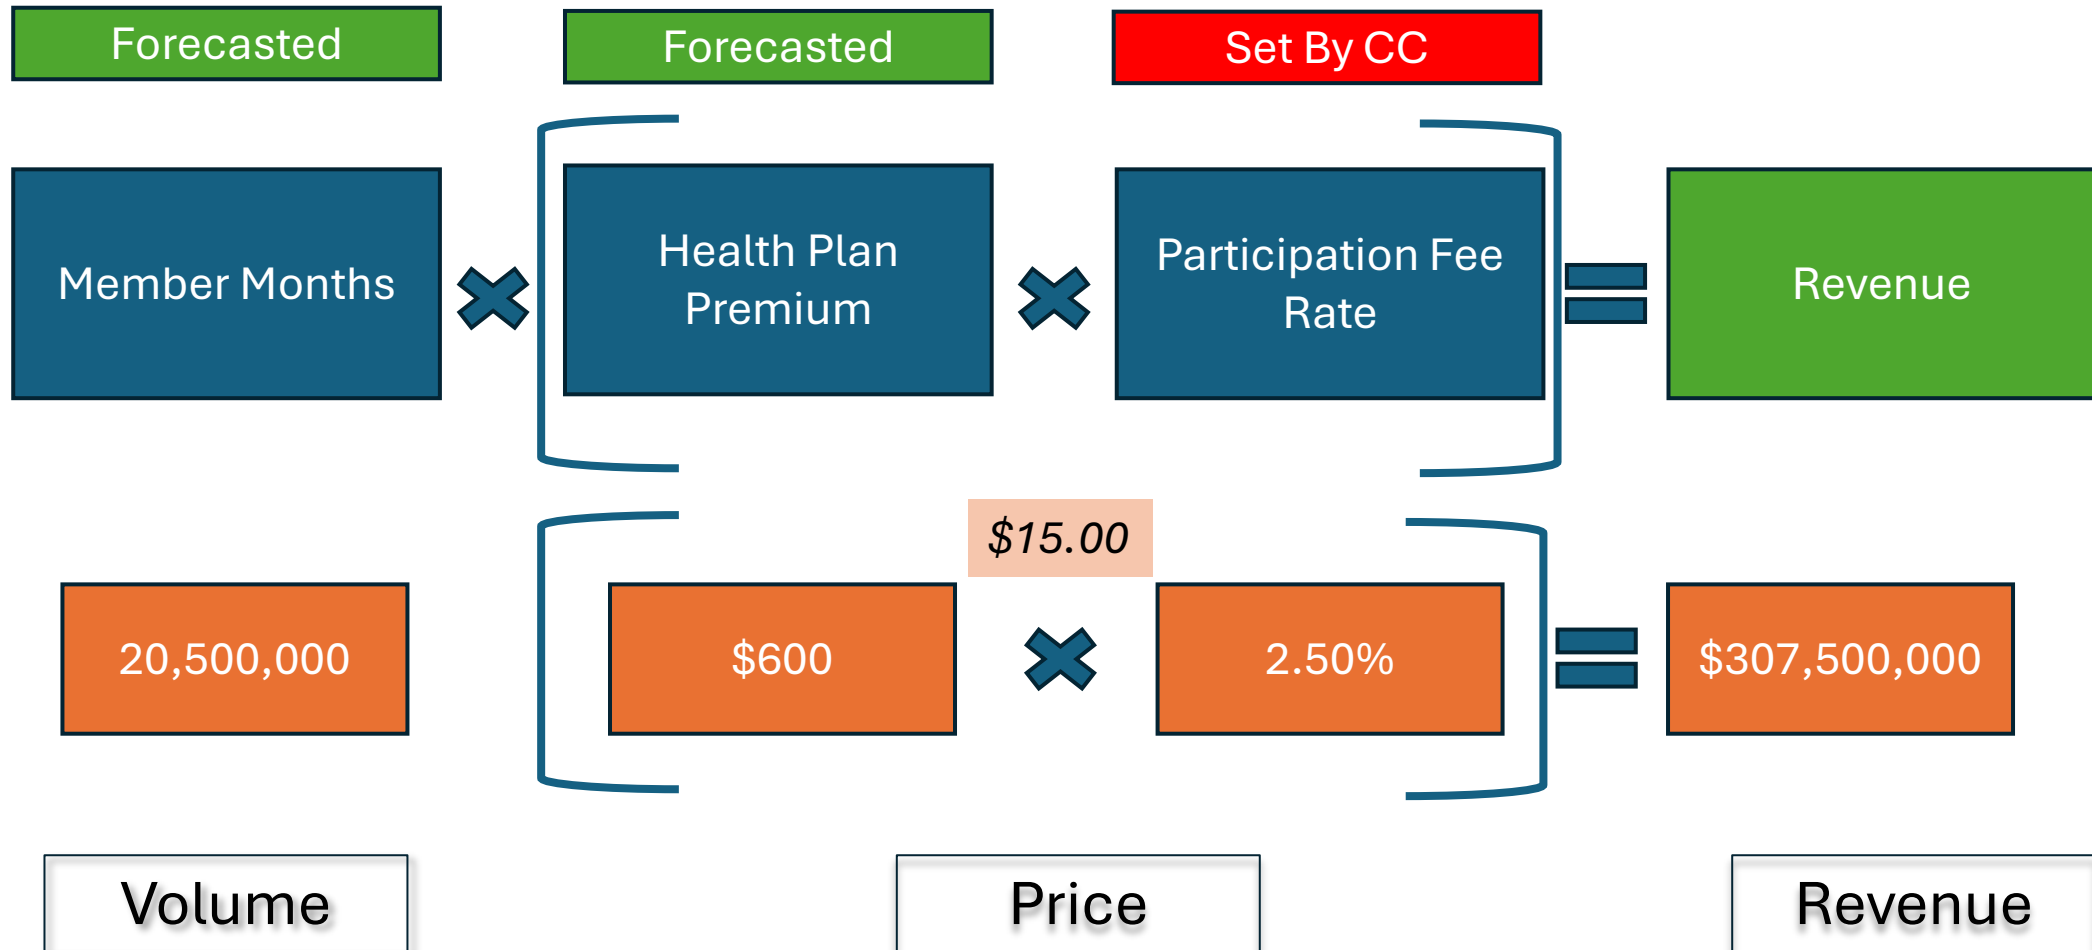 Forecasted
Forecasted
Set By CC
Member Months
Health Plan
Premium
Participation Fee
Rate
Revenue
$15.00
20,500,000
$600
2.50%
$307,500,000
Volume
Price
Revenue